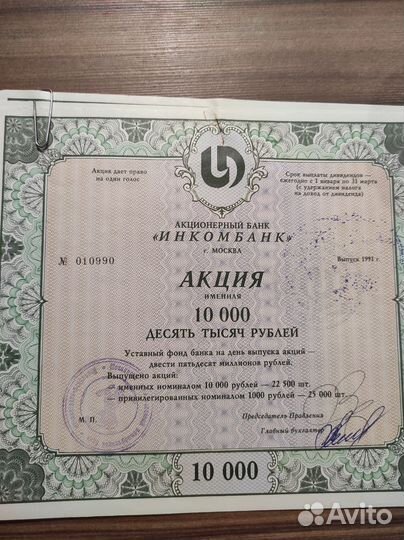 Акция дает право
на один голос
Срок выплаты дивидендов —
ежегодно с 1 января по 31 марта
(с удержанием налога
на доход от дивиденда)
АКЦИОНЕРНЫЙ БАНК
«ИНКОМБАНК»
г. МОСКВА
№ 010990
Выпуск 1991 г.
АКЦИЯ
ИМЕННАЯ
10 000
ДЕСЯТЬ ТЫСЯЧ РУБЛЕЙ
Уставный фонд банка на день выпуска акций —
двести пятьдесят миллионов рублей.
Выпущено акций:
— именных номиналом 10 000 рублей — 22 500 шт.
— привилегированных номиналом 1000 рублей — 25 000 шт.
Председатель Правления
М. П.
Главный бухгалтер
10 000
Avito